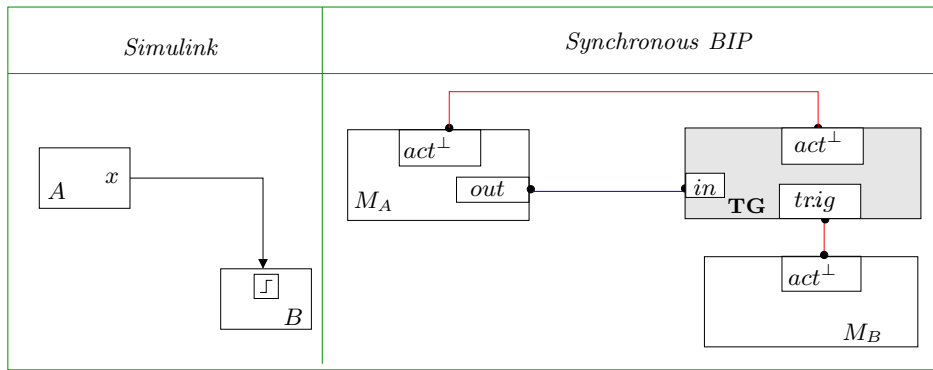 Simulink
Synchronous BIP
A
x
B
act⊥
out
M_A
act⊥
in
TG
trig
act⊥
M_B